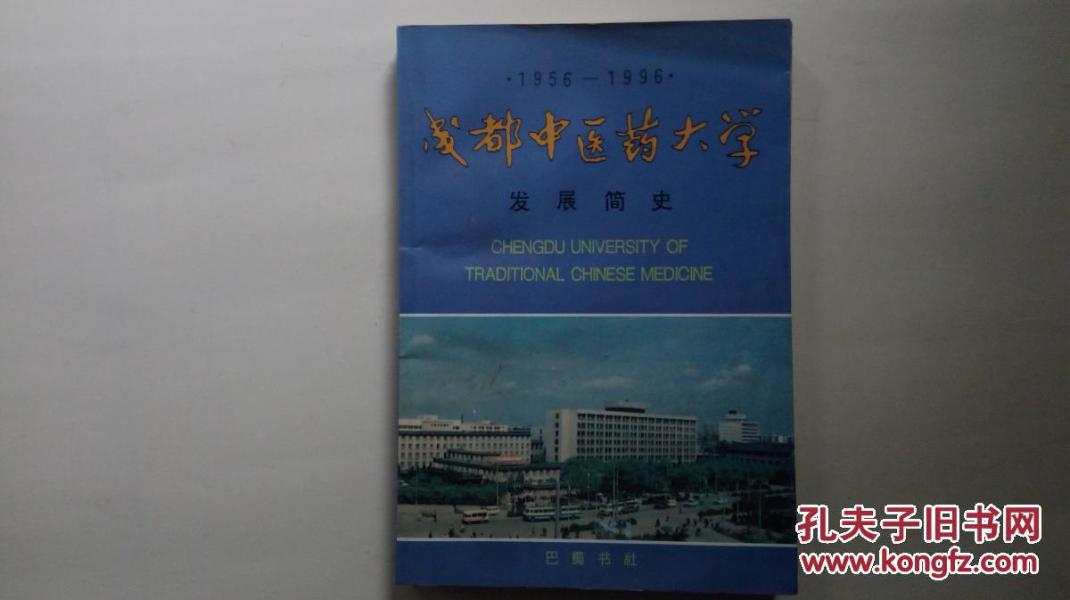 ·1956—1996·
成都中医药大学
发展简史
CHENGDU UNIVERSITY OF
TRADITIONAL CHINESE MEDICINE
巴蜀书社
孔夫子旧书网
www.kongfz.com